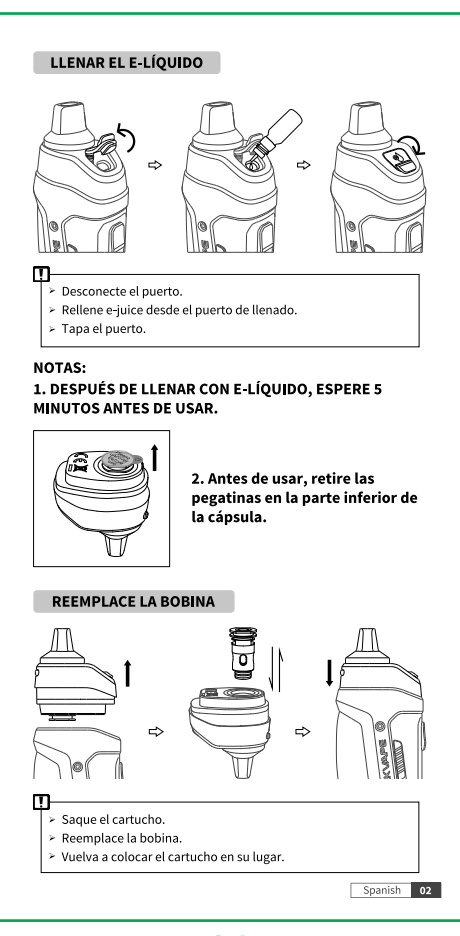 LLENAR EL E-LÍQUIDO
➢ Desconecte el puerto.
➢ Rellene e-juice desde el puerto de llenado.
➢ Tapa el puerto.
NOTAS:
1. DESPUÉS DE LLENAR CON E-LÍQUIDO, ESPERE 5
MINUTOS ANTES DE USAR.
2. Antes de usar, retire las
pegatinas en la parte inferior de
la cápsula.
REEMPLACE LA BOBINA
➢ Saque el cartucho.
➢ Reemplace la bobina.
➢ Vuelva a colocar el cartucho en su lugar.
Spanish 02